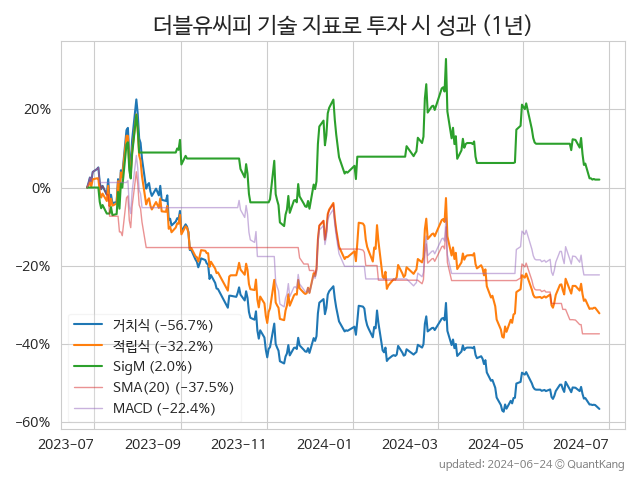 더블유씨피 기술 지표로 투자 시 성과 (1년)
20%
0%
−20%
−40%
−60%
거치식 (−56.7%)
적립식 (−32.2%)
SigM (2.0%)
SMA(20) (−37.5%)
MACD (−22.4%)
2023-07 2023-09 2023-11 2024-01 2024-03 2024-05 2024-07
updated: 2024-06-24 © QuantKang